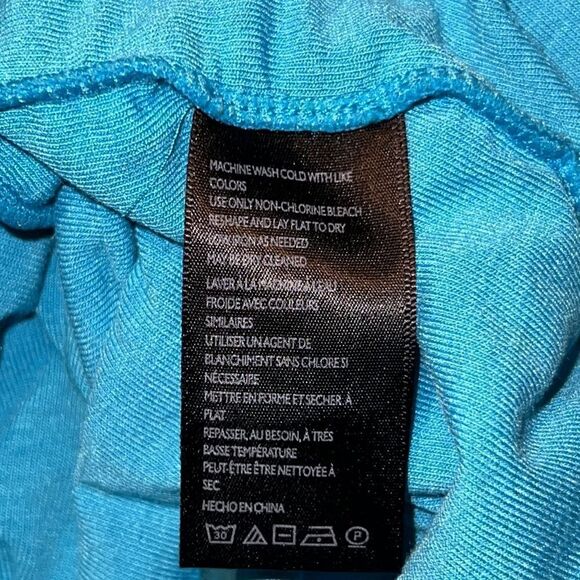 MACHINE WASH COLD WITH LIKE
COLORS
USE ONLY NON-CHLORINE BLEACH
RESHAPE AND LAY FLAT TO DRY
LOW IRON AS NEEDED
MAY BE DRY CLEANED
LAVER À LA MACHINE À L'EAU
FROIDE AVEC COULEURS
SIMILAIRES
UTILISER UN AGENT DE
BLANCHIMENT SANS CHLORE SI
NÉCESSAIRE
METTRE EN FORME ET SECHER, À
PLAT
REPASSER, AU BESOIN, À TRÈS
BASSE TEMPÉRATURE
PEUT-ÊTRE ÊTRE NETTOYÉE À
SEC
HECHO EN CHINA
30 P